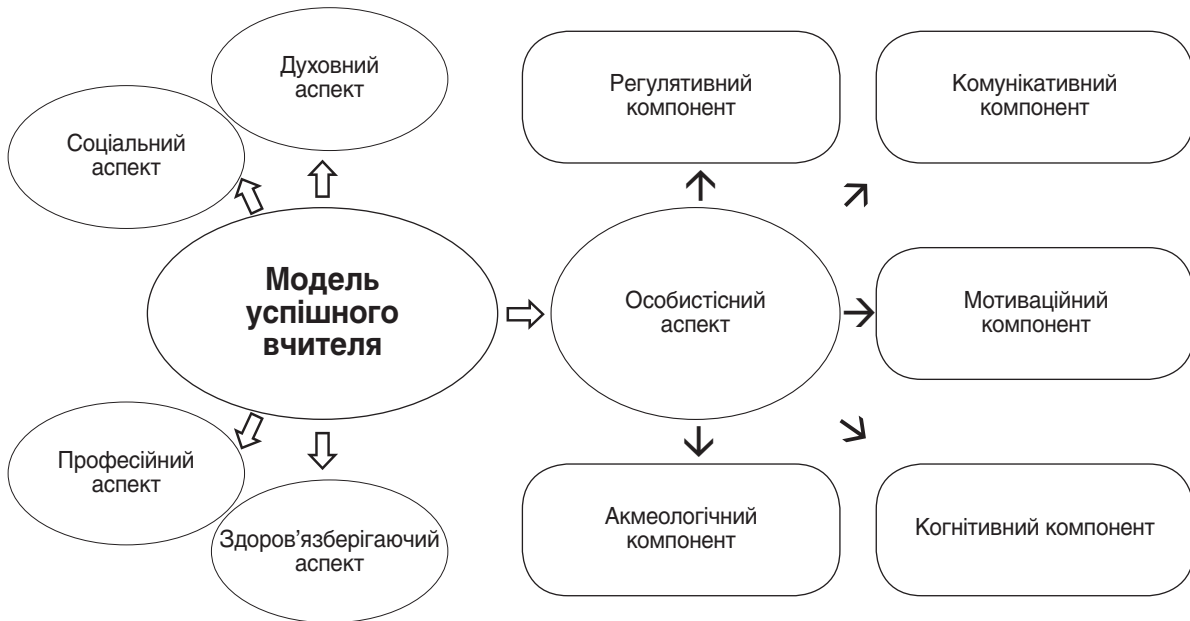 Духовний
аспект
Соціальний
аспект
Модель
успішного
вчителя
Професійний
аспект
Здоров’язберігаючий
аспект
Особистісний
аспект
Регулятивний
компонент
Комунікативний
компонент
Мотиваційний
компонент
Акмеологічний
компонент
Когнітивний компонент